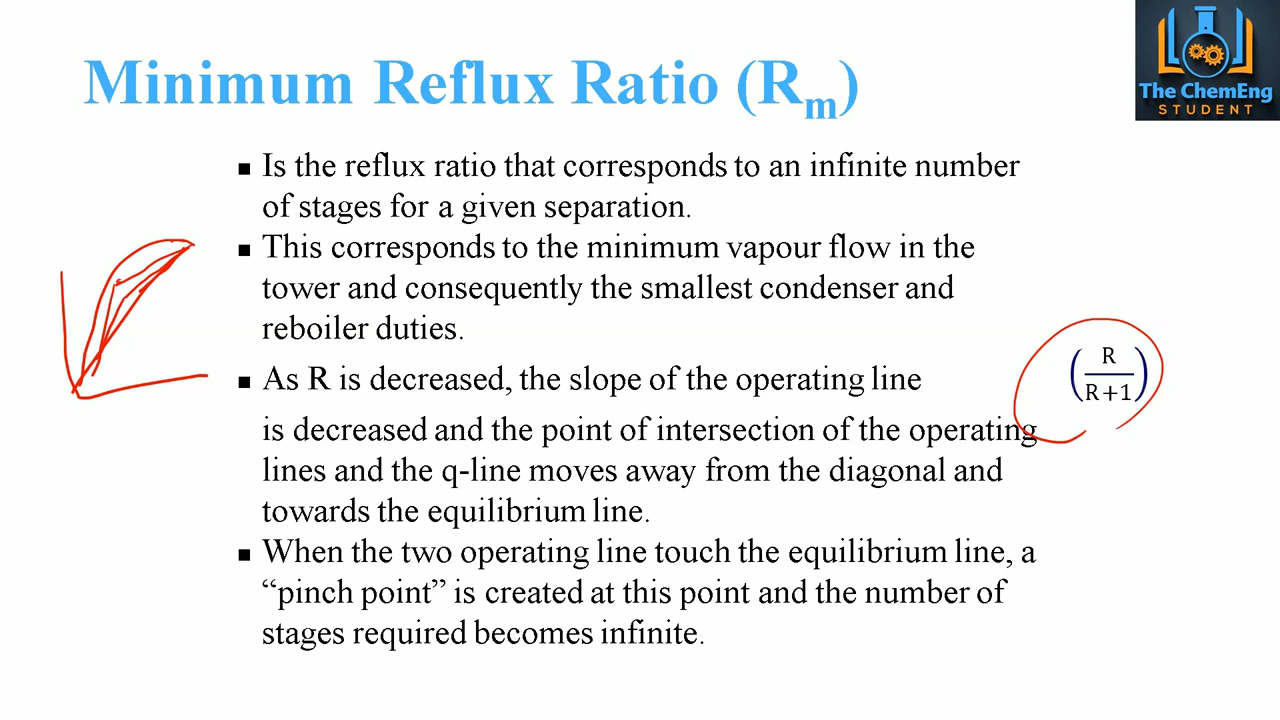 Minimum Reflux Ratio (Rm)
The ChemEng
STUDENT
■ Is the reflux ratio that corresponds to an infinite number
of stages for a given separation.
■ This corresponds to the minimum vapour flow in the
tower and consequently the smallest condenser and
reboiler duties.
■ As R is decreased, the slope of the operating line
(R/R+1)
is decreased and the point of intersection of the operating
lines and the q-line moves away from the diagonal and
towards the equilibrium line.
■ When the two operating line touch the equilibrium line, a
“pinch point” is created at this point and the number of
stages required becomes infinite.